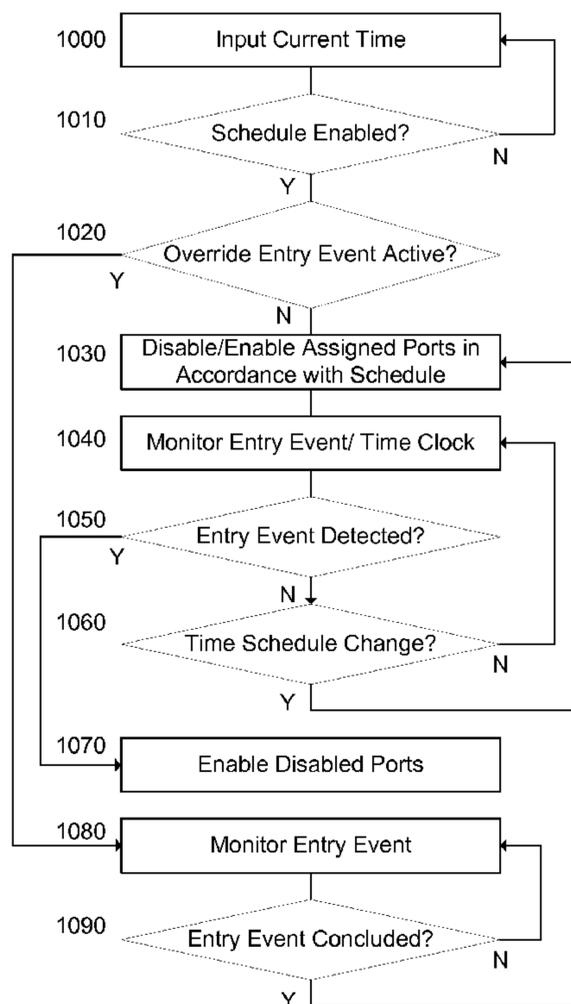 1000
Input Current Time
1010
Schedule Enabled?
N
Y
1020
Override Entry Event Active?
Y
N
1030
Disable/Enable Assigned Ports in
Accordance with Schedule
1040
Monitor Entry Event/ Time Clock
1050
Entry Event Detected?
Y
N
1060
Time Schedule Change?
N
Y
1070
Enable Disabled Ports
1080
Monitor Entry Event
1090
Entry Event Concluded?
N
Y